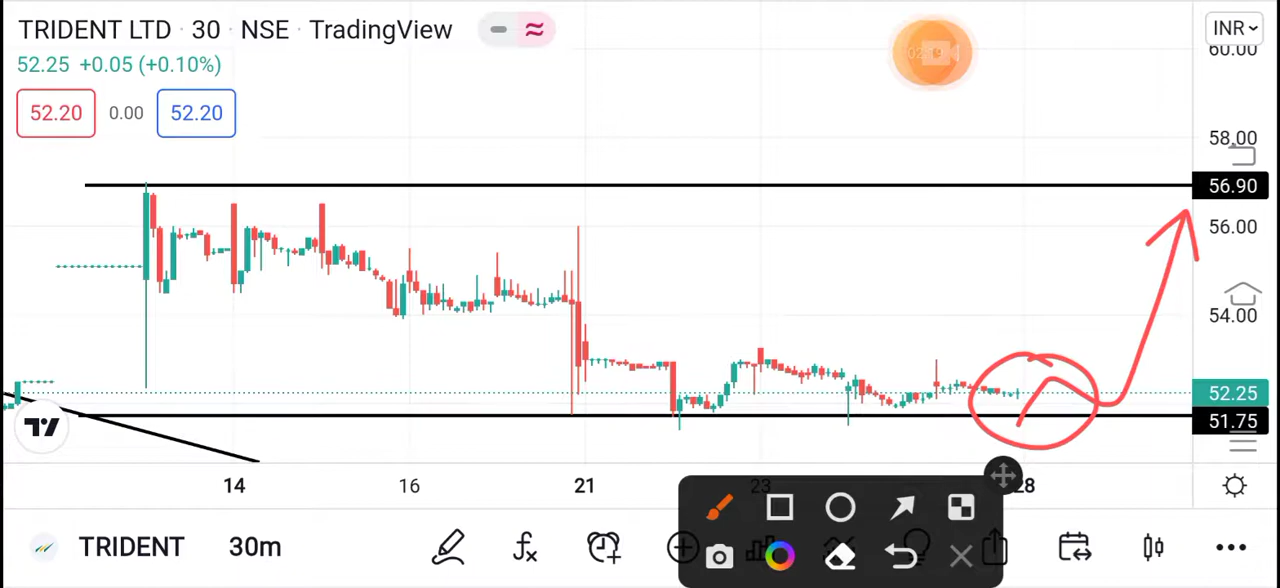 TRIDENT LTD · 30 · NSE TradingView
INR
52.25 +0.05 (+0.10%)
60.00
52.20 0.00 52.20
58.00
56.90
56.00
54.00
52.25
51.75
14 16 21 23 28
TRIDENT 30m